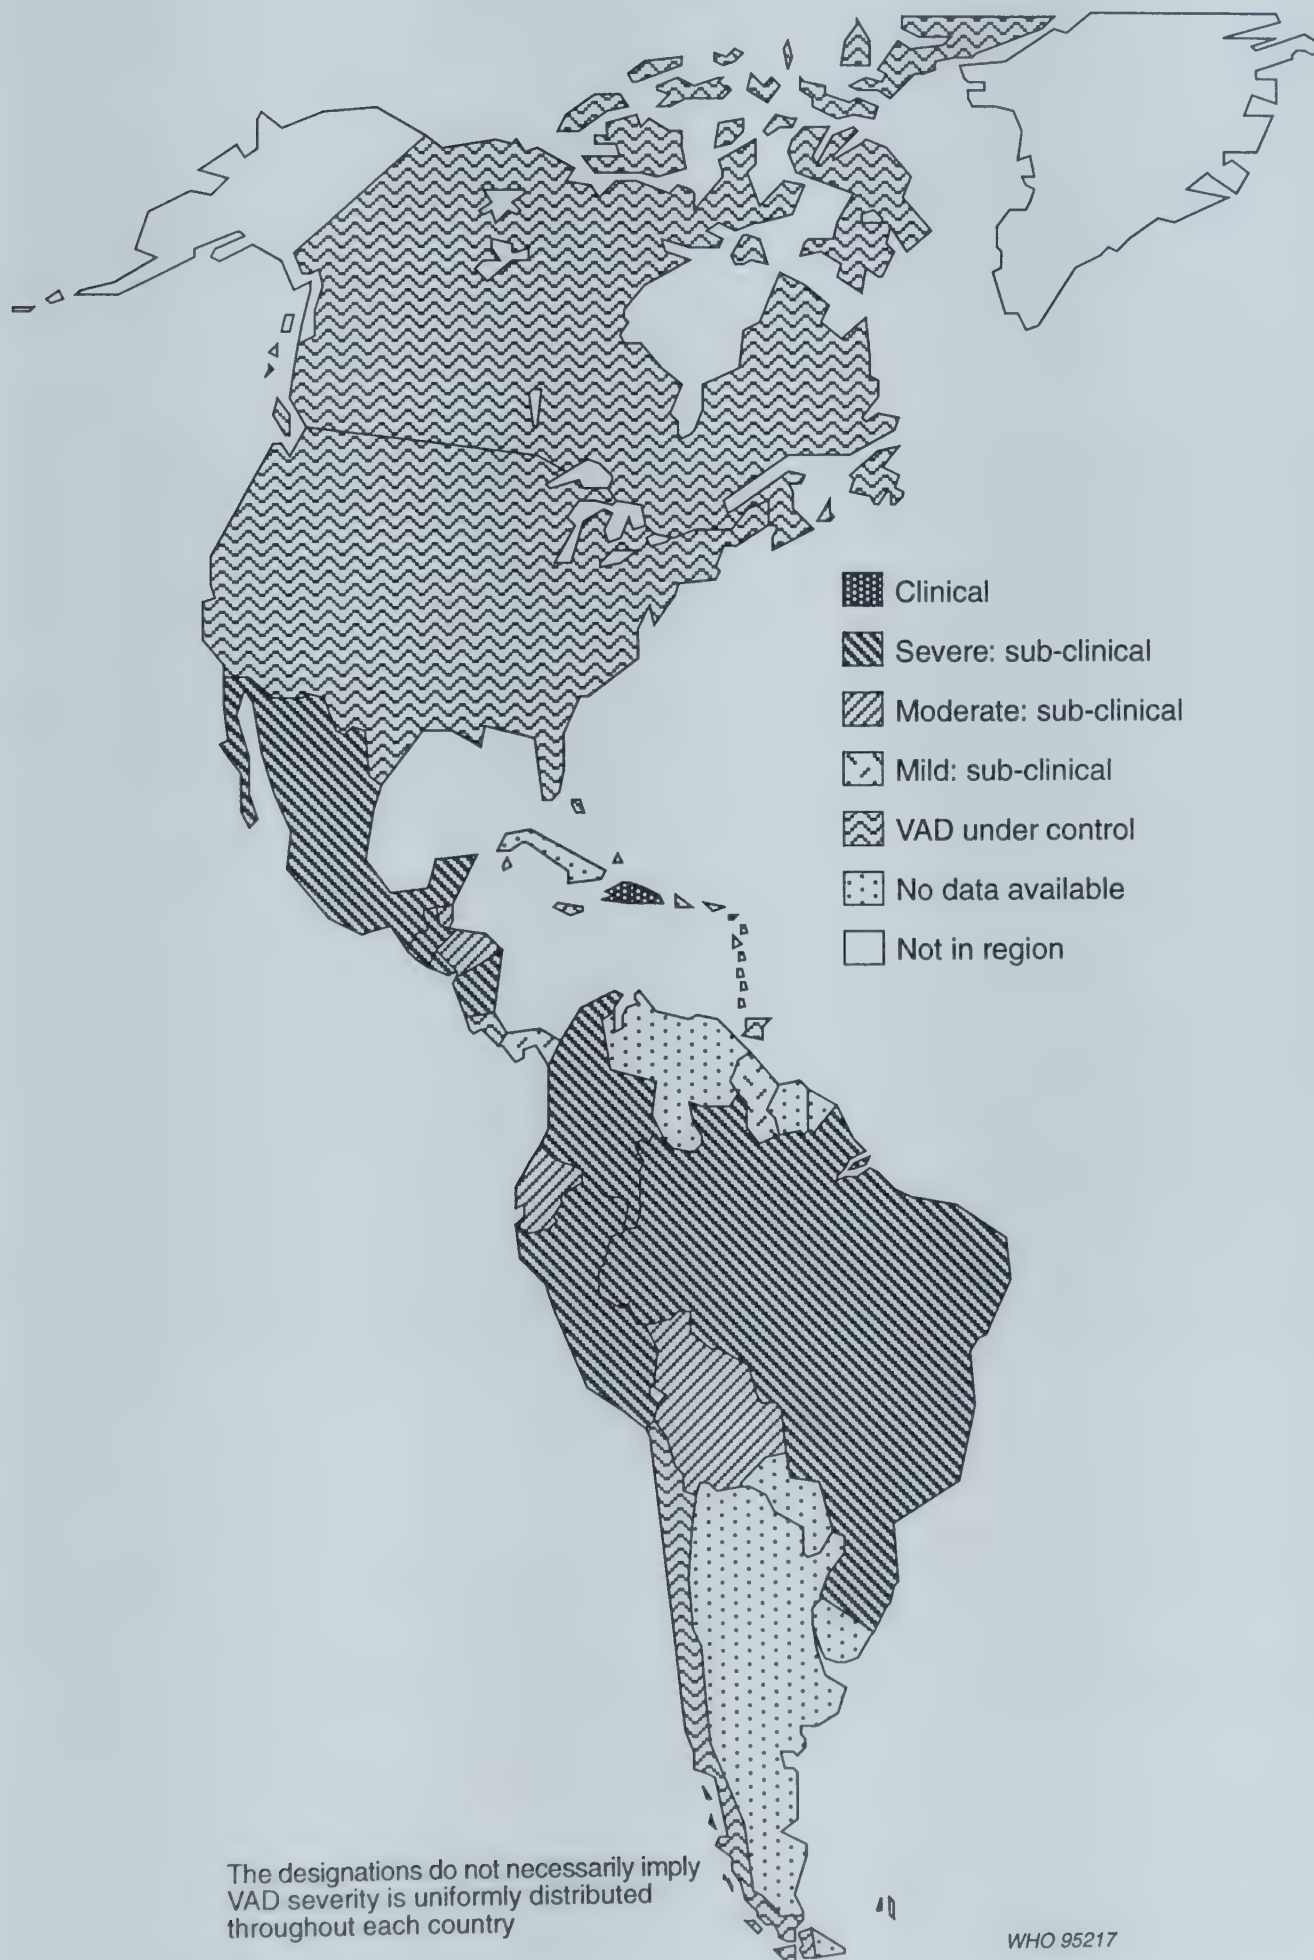 Clinical
Severe: sub-clinical
Moderate: sub-clinical
Mild: sub-clinical
VAD under control
No data available
Not in region
The designations do not necessarily imply
VAD severity is uniformly distributed
throughout each country
WHO 95217